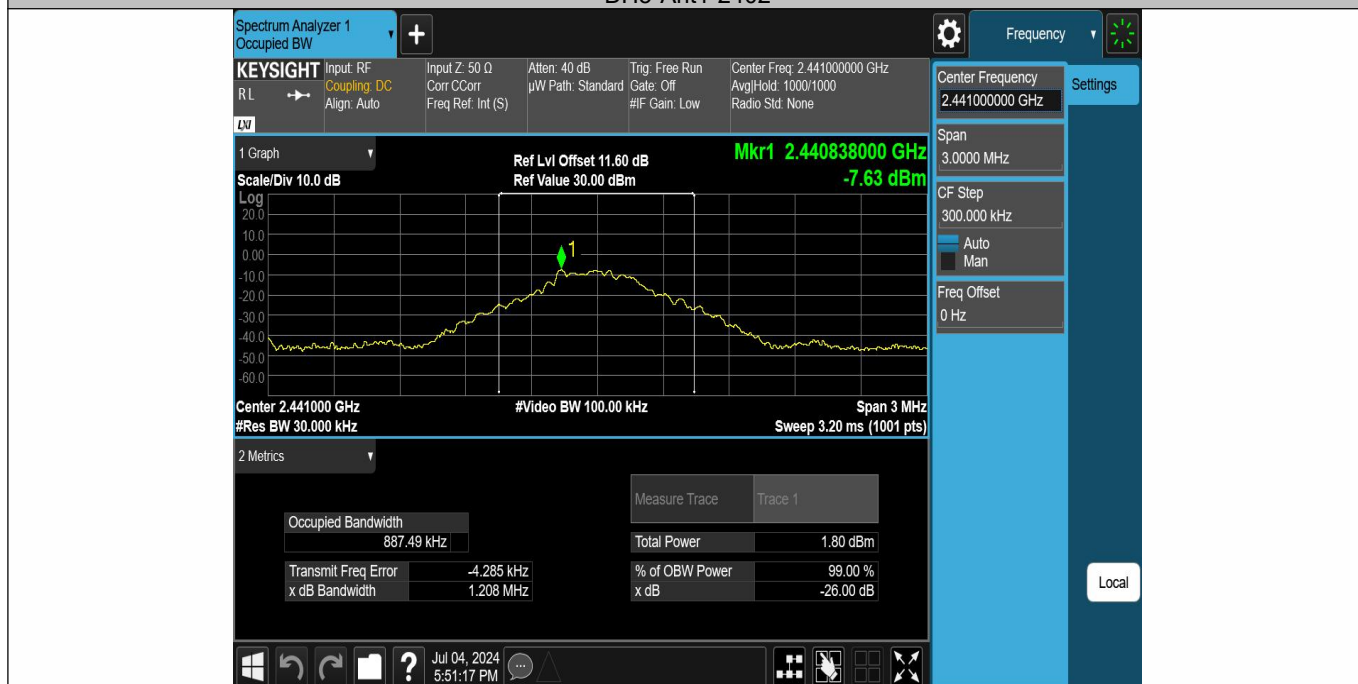 Spectrum Analyzer 1
Occupied BW
+
Frequency
KEYSIGHT
R L
LXI
Input: RF
Coupling: DC
Align: Auto
Input Z: 50 Ω
Corr CCorr
Freq Ref: Int (S)
Atten: 40 dB
µW Path: Standard
Trig: Free Run
Gate: Off
#IF Gain: Low
Center Freq: 2.441000000 GHz
Avg|Hold: 1000/1000
Radio Std: None
Center Frequency
2.441000000 GHz
Settings
Span
3.0000 MHz
CF Step
300.000 kHz
Auto
Man
Freq Offset
0 Hz
Local
1 Graph
Scale/Div 10.0 dB
Ref Lvl Offset 11.60 dB
Ref Value 30.00 dBm
Mkr1 2.440838000 GHz
-7.63 dBm
Log
20.0
10.0
0.00
-10.0
-20.0
-30.0
-40.0
-50.0
-60.0
1
Center 2.441000 GHz
#Res BW 30.000 kHz
#Video BW 100.00 kHz
Span 3 MHz
Sweep 3.20 ms (1001 pts)
2 Metrics
Measure Trace Trace 1
Occupied Bandwidth
887.49 kHz
Total Power 1.80 dBm
Transmit Freq Error -4.285 kHz
% of OBW Power 99.00 %
x dB Bandwidth 1.208 MHz
x dB -26.00 dB
?
Jul 04, 2024
5:51:17 PM